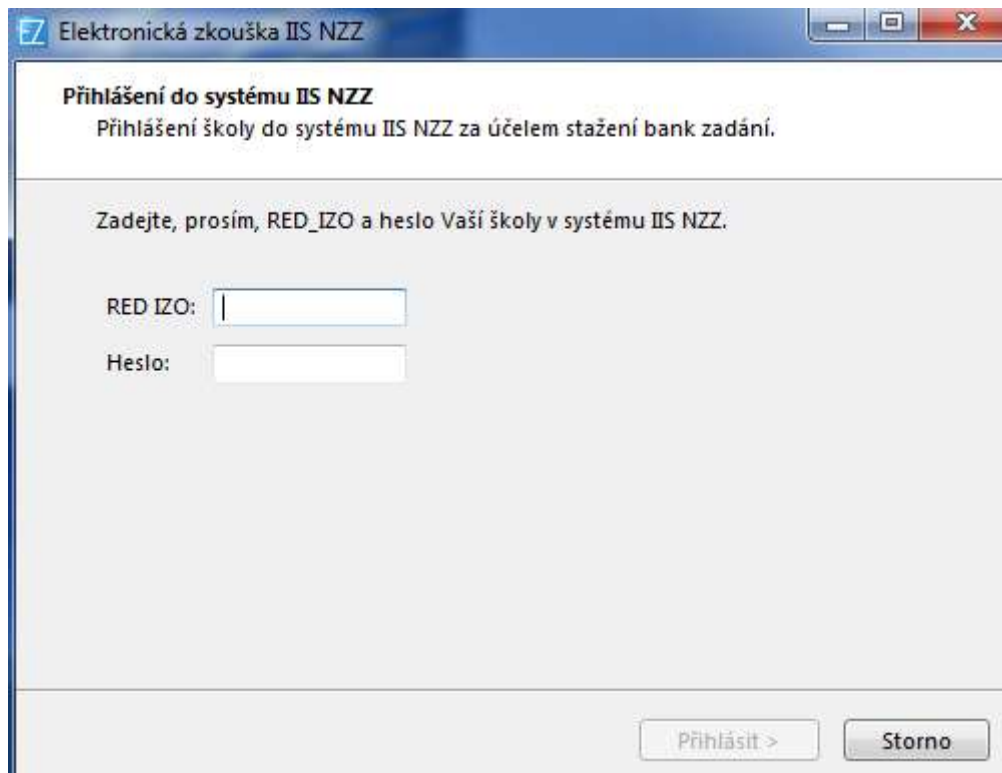 EZ Elektronická zkouška IIS NZZ
Přihlášení do systému IIS NZZ
Přihlášení školy do systému IIS NZZ za účelem stažení bank zadání.
Zadejte, prosím, RED_IZO a heslo Vaší školy v systému IIS NZZ.
RED IZO:
Heslo:
Přihlásit >
Storno